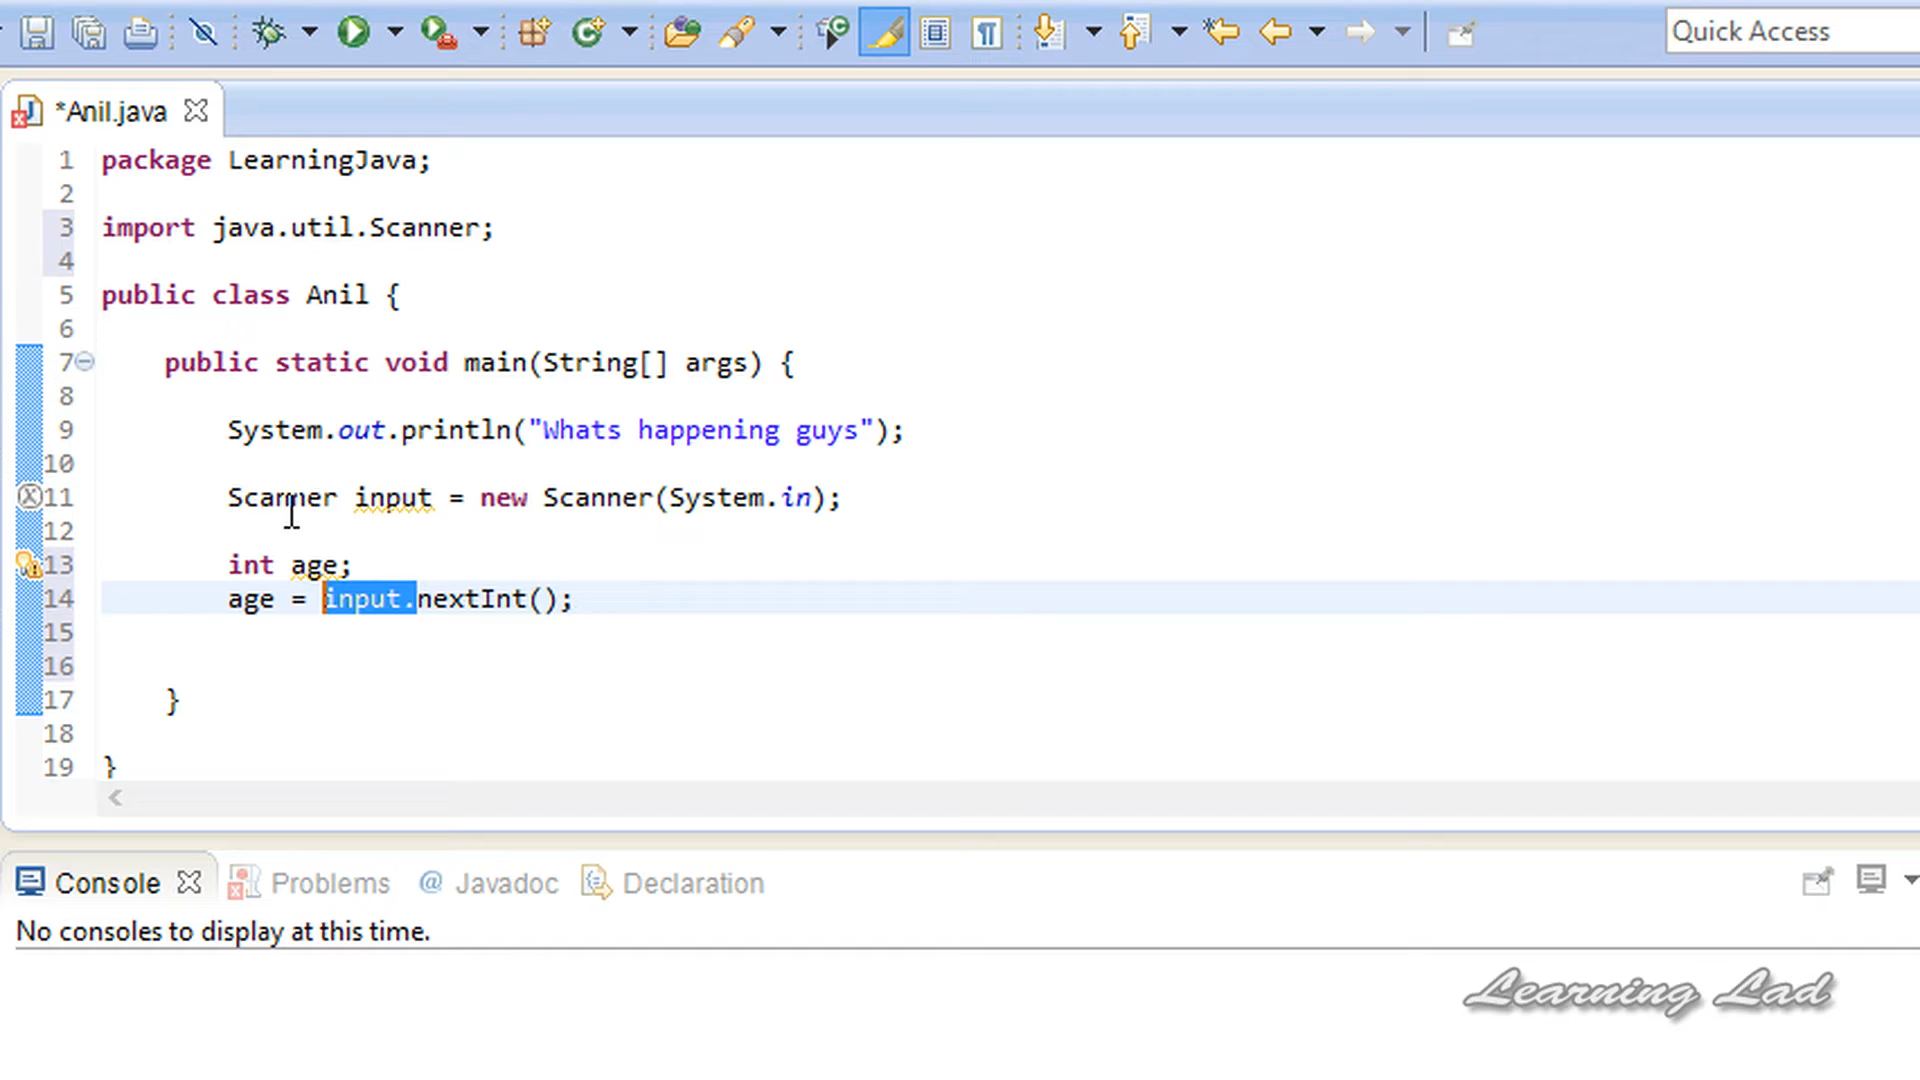 Quick Access
*Anil.java
1 package LearningJava;
2
3 import java.util.Scanner;
4
5 public class Anil {
6
7 public static void main(String[] args) {
8
9 System.out.println("Whats happening guys");
10
11 Scanner input = new Scanner(System.in);
12
13 int age;
14 age = input.nextInt();
15
16
17 }
18
19 }
Console Problems @ Javadoc Declaration
No consoles to display at this time.
Learning Lad